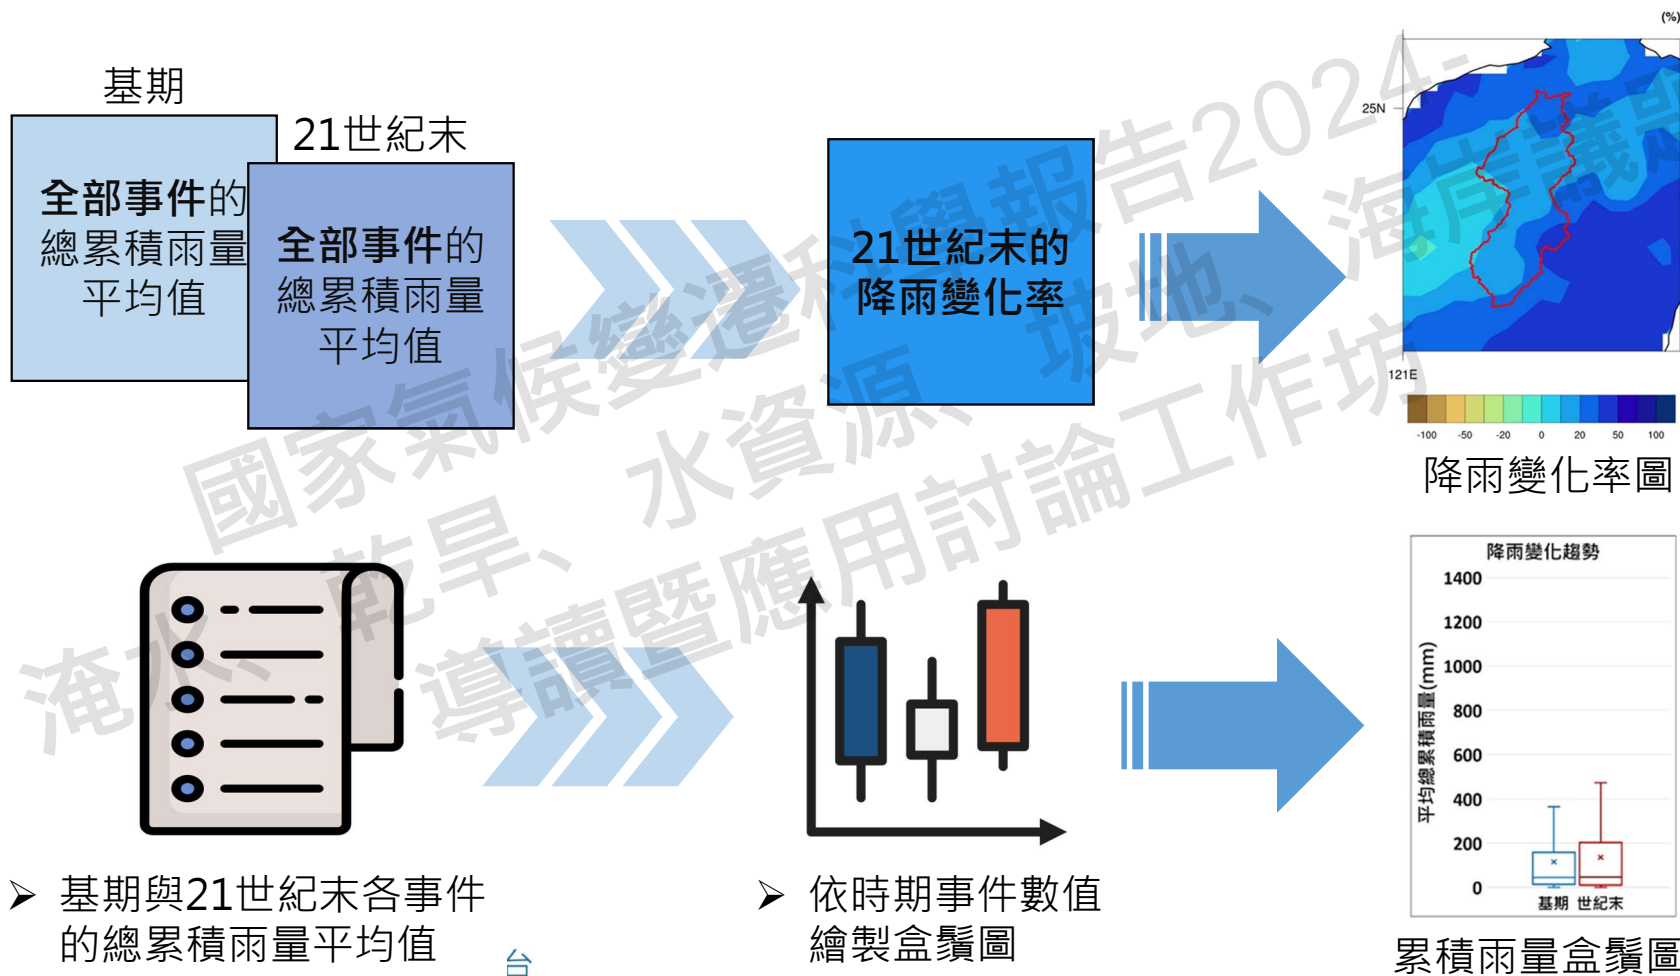 基期
全部事件的
總累積雨量
平均值
21世紀末
全部事件的
總累積雨量
平均值
21世紀末的
降雨變化率
(%)
25N
121E
-100 -50 -20 0 20 50 100
降雨變化率圖
國家氣候變遷科學報告2024-
淹水、乾旱、水資源、坡地、海岸議題
導讀暨應用討論工作坊
➢ 基期與21世紀末各事件
的總累積雨量平均值
➢ 依時期事件數值
繪製盒鬚圖
降雨變化趨勢
平均總累積雨量(mm)
1400
1200
1000
800
600
400
200
0
基期 世紀末
累積雨量盒鬚圖